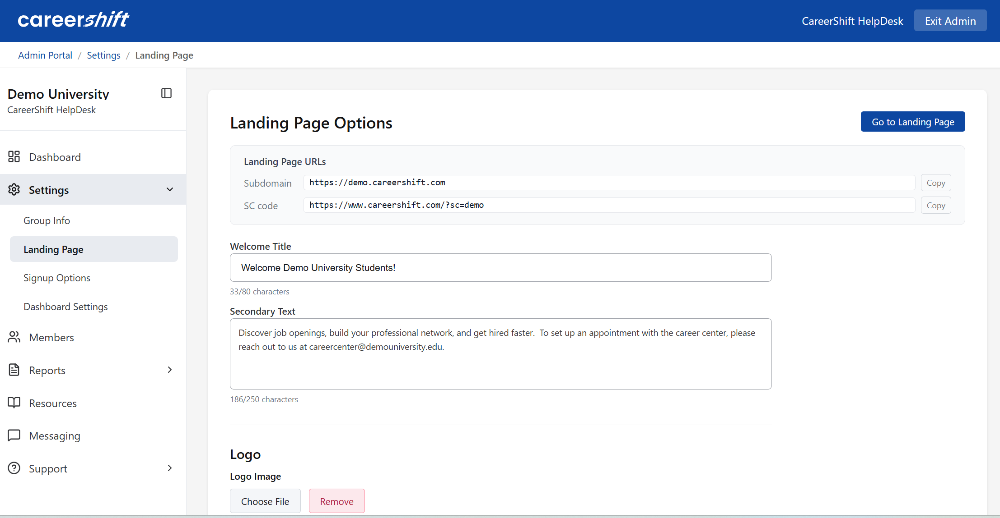 careershift
CareerShift HelpDesk
Exit Admin
Admin Portal / Settings / Landing Page
Demo University
CareerShift HelpDesk
Dashboard
Settings
Group Info
Landing Page
Signup Options
Dashboard Settings
Members
Reports
Resources
Messaging
Support
Landing Page Options
Go to Landing Page
Landing Page URLs
Subdomain https://demo.careershift.com Copy
SC code https://www.careershift.com/?sc=demo Copy
Welcome Title
Welcome Demo University Students!
33/80 characters
Secondary Text
Discover job openings, build your professional network, and get hired faster.  To set up an appointment with the career center, please
reach out to us at careercenter@demouniversity.edu.
186/250 characters
Logo
Logo Image
Choose File Remove